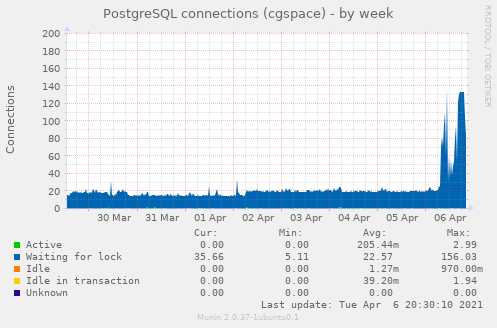 PostgreSQL connections (cgspace) - by week
RRDTOOL / TOBI OETIKER
Connections
200
180
160
140
120
100
80
60
40
20
0
30 Mar 31 Mar 01 Apr 02 Apr 03 Apr 04 Apr 05 Apr 06 Apr
Cur: Min: Avg: Max:
Active 0.00 0.00 205.44m 2.99
Waiting for lock 35.66 5.11 22.57 156.03
Idle 0.00 0.00 1.27m 970.00m
Idle in transaction 0.00 0.00 39.20m 1.94
Unknown 0.00 0.00 0.00 0.00
Last update: Tue Apr 6 20:30:10 2021
Munin 2.0.37-1ubuntu0.1